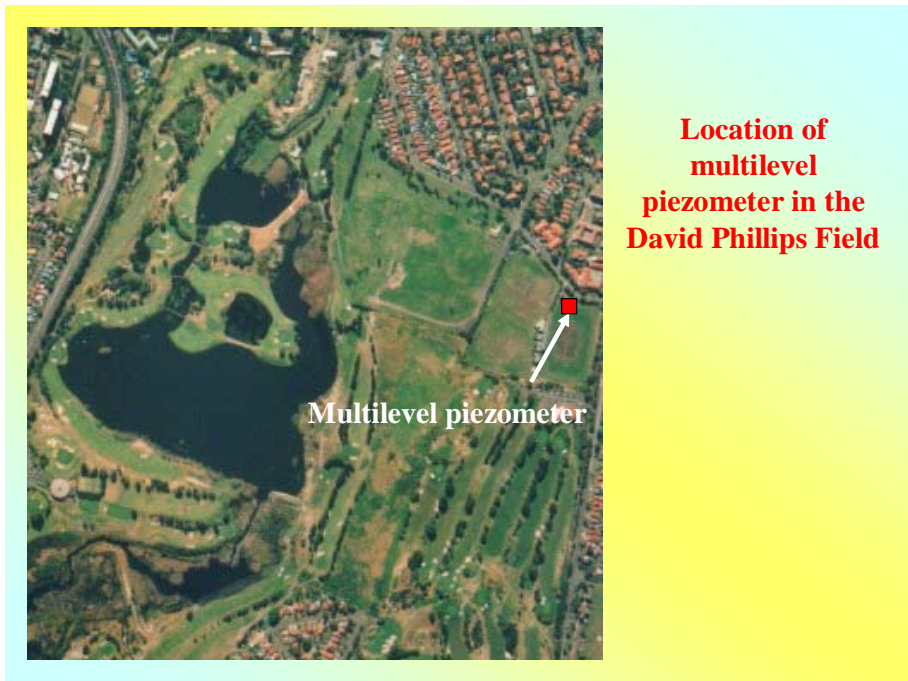 Location of
multilevel
piezometer in the
David Phillips Field
Multilevel piezometer